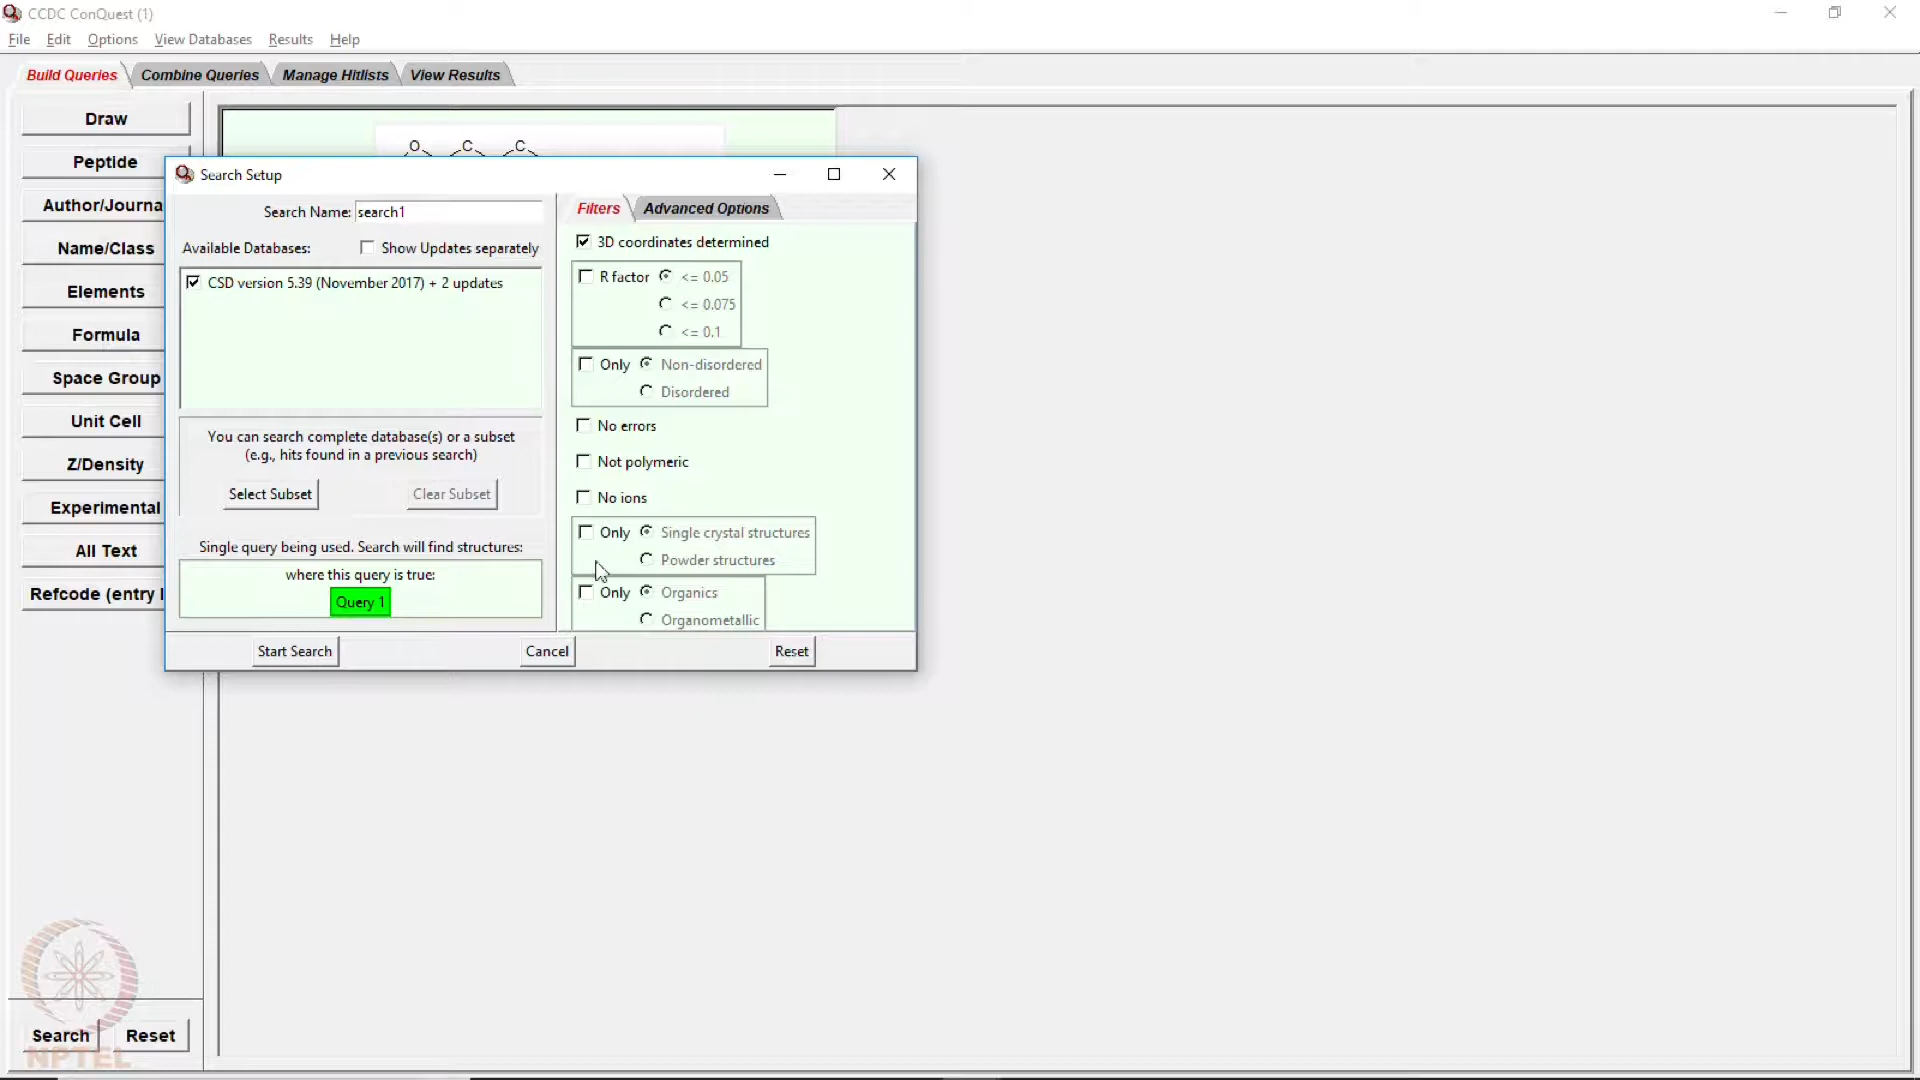 CCDC ConQuest (1)
File Edit Options View Databases Results Help
Build Queries Combine Queries Manage Hitlists View Results
Draw
Peptide
Author/Journa
Name/Class
Elements
Formula
Space Group
Unit Cell
Z/Density
Experimental
All Text
Refcode (entry I
Search Reset
NPTEL
O C C
Search Setup
Search Name: search1
Available Databases: Show Updates separately
CSD version 5.39 (November 2017) + 2 updates
You can search complete database(s) or a subset
(e.g., hits found in a previous search)
Select Subset Clear Subset
Single query being used. Search will find structures:
where this query is true:
Query 1
Filters Advanced Options
3D coordinates determined
R factor <= 0.05
<= 0.075
<= 0.1
Only Non-disordered
Disordered
No errors
Not polymeric
No ions
Only Single crystal structures
Powder structures
Only Organics
Organometallic
Start Search Cancel Reset